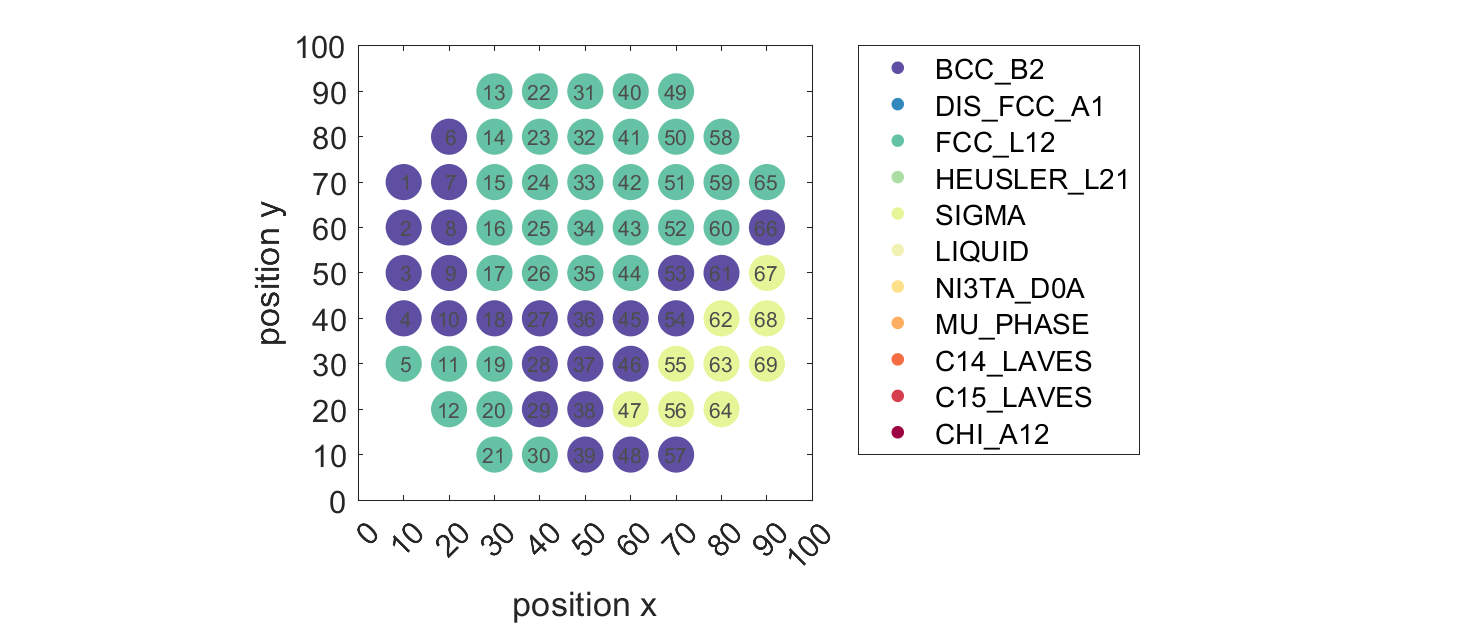 100
90
80
70
60
50
40
30
20
10
0
13 22 31 40 49
6 14 23 32 41 50 58
1 7 15 24 33 42 51 59 65
2 8 16 25 34 43 52 60 66
3 9 17 26 35 44 53 61 67
4 10 18 27 36 45 54 62 68
5 11 19 28 37 46 55 63 69
12 20 29 38 47 56 64
21 30 39 48 57
0 10 20 30 40 50 60 70 80 90 100
position x
position y
BCC_B2
DIS_FCC_A1
FCC_L12
HEUSLER_L21
SIGMA
LIQUID
NI3TA_D0A
MU_PHASE
C14_LAVES
C15_LAVES
CHI_A12